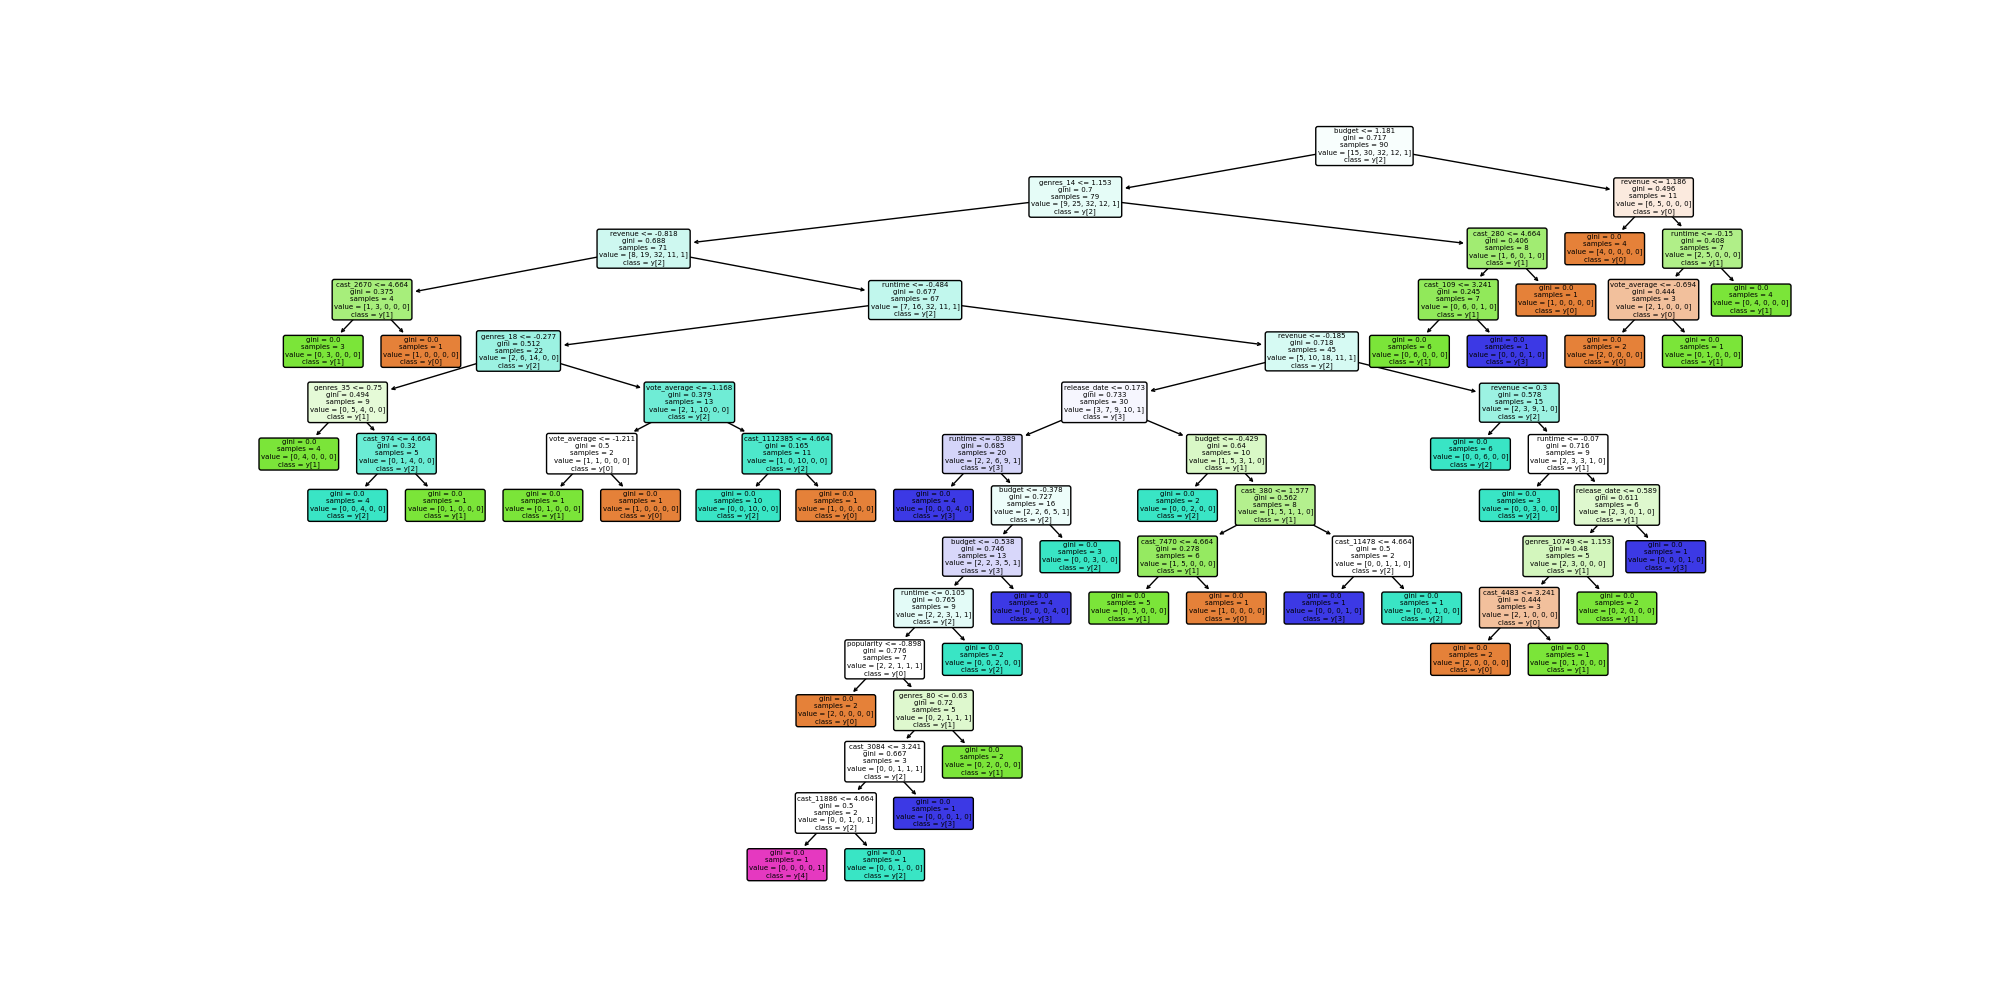 budget <= 1.181
gini = 0.717
samples = 90
value = [15, 30, 32, 12, 1]
class = y[2]
genres_14 <= 1.153
gini = 0.7
samples = 79
value = [9, 25, 32, 12, 1]
class = y[2]
revenue <= 1.186
gini = 0.496
samples = 11
value = [6, 5, 0, 0, 0]
class = y[0]
revenue <= -0.818
gini = 0.688
samples = 71
value = [8, 19, 32, 11, 1]
class = y[2]
cast_280 <= 4.664
gini = 0.406
samples = 8
value = [1, 6, 0, 1, 0]
class = y[1]
gini = 0.0
samples = 4
value = [4, 0, 0, 0, 0]
class = y[0]
runtime <= -0.15
gini = 0.408
samples = 7
value = [2, 5, 0, 0, 0]
class = y[1]
cast_2670 <= 4.664
gini = 0.375
samples = 4
value = [1, 3, 0, 0, 0]
class = y[1]
runtime <= -0.484
gini = 0.677
samples = 67
value = [7, 16, 32, 11, 1]
class = y[2]
cast_109 <= 3.241
gini = 0.245
samples = 7
value = [0, 6, 0, 1, 0]
class = y[1]
gini = 0.0
samples = 1
value = [1, 0, 0, 0, 0]
class = y[0]
vote_average <= -0.694
gini = 0.444
samples = 3
value = [2, 1, 0, 0, 0]
class = y[0]
gini = 0.0
samples = 4
value = [0, 4, 0, 0, 0]
class = y[1]
gini = 0.0
samples = 3
value = [0, 3, 0, 0, 0]
class = y[1]
gini = 0.0
samples = 1
value = [1, 0, 0, 0, 0]
class = y[0]
genres_18 <= -0.277
gini = 0.512
samples = 22
value = [2, 6, 14, 0, 0]
class = y[2]
revenue <= -0.185
gini = 0.718
samples = 45
value = [5, 10, 18, 11, 1]
class = y[2]
gini = 0.0
samples = 6
value = [0, 6, 0, 0, 0]
class = y[1]
gini = 0.0
samples = 1
value = [0, 0, 0, 1, 0]
class = y[3]
gini = 0.0
samples = 2
value = [2, 0, 0, 0, 0]
class = y[0]
gini = 0.0
samples = 1
value = [0, 1, 0, 0, 0]
class = y[1]
genres_35 <= 0.75
gini = 0.494
samples = 9
value = [0, 5, 4, 0, 0]
class = y[1]
vote_average <= -1.168
gini = 0.379
samples = 13
value = [2, 1, 10, 0, 0]
class = y[2]
release_date <= 0.173
gini = 0.733
samples = 30
value = [3, 7, 9, 10, 1]
class = y[3]
revenue <= 0.3
gini = 0.578
samples = 15
value = [2, 3, 9, 1, 0]
class = y[2]
gini = 0.0
samples = 4
value = [0, 4, 0, 0, 0]
class = y[1]
cast_974 <= 4.664
gini = 0.32
samples = 5
value = [0, 1, 4, 0, 0]
class = y[2]
vote_average <= -1.211
gini = 0.5
samples = 2
value = [1, 1, 0, 0, 0]
class = y[0]
cast_1112385 <= 4.664
gini = 0.165
samples = 11
value = [1, 0, 10, 0, 0]
class = y[2]
runtime <= -0.389
gini = 0.685
samples = 20
value = [2, 2, 6, 9, 1]
class = y[3]
budget <= -0.429
gini = 0.64
samples = 10
value = [1, 5, 3, 1, 0]
class = y[1]
gini = 0.0
samples = 6
value = [0, 0, 6, 0, 0]
class = y[2]
runtime <= -0.07
gini = 0.716
samples = 9
value = [2, 3, 3, 1, 0]
class = y[1]
gini = 0.0
samples = 4
value = [0, 0, 4, 0, 0]
class = y[2]
gini = 0.0
samples = 1
value = [0, 1, 0, 0, 0]
class = y[1]
gini = 0.0
samples = 1
value = [0, 1, 0, 0, 0]
class = y[1]
gini = 0.0
samples = 1
value = [1, 0, 0, 0, 0]
class = y[0]
gini = 0.0
samples = 10
value = [0, 0, 10, 0, 0]
class = y[2]
gini = 0.0
samples = 1
value = [1, 0, 0, 0, 0]
class = y[0]
gini = 0.0
samples = 4
value = [0, 0, 0, 4, 0]
class = y[3]
budget <= -0.378
gini = 0.727
samples = 16
value = [2, 2, 6, 5, 1]
class = y[2]
gini = 0.0
samples = 2
value = [0, 0, 2, 0, 0]
class = y[2]
cast_380 <= 1.577
gini = 0.562
samples = 8
value = [1, 5, 1, 1, 0]
class = y[1]
gini = 0.0
samples = 3
value = [0, 0, 3, 0, 0]
class = y[2]
release_date <= 0.589
gini = 0.611
samples = 6
value = [2, 3, 0, 1, 0]
class = y[1]
budget <= -0.538
gini = 0.746
samples = 13
value = [2, 2, 3, 5, 1]
class = y[3]
gini = 0.0
samples = 3
value = [0, 0, 3, 0, 0]
class = y[2]
cast_7470 <= 4.664
gini = 0.278
samples = 6
value = [1, 5, 0, 0, 0]
class = y[1]
cast_11478 <= 4.664
gini = 0.5
samples = 2
value = [0, 0, 1, 1, 0]
class = y[2]
genres_10749 <= 1.153
gini = 0.48
samples = 5
value = [2, 3, 0, 0, 0]
class = y[1]
gini = 0.0
samples = 1
value = [0, 0, 0, 1, 0]
class = y[3]
runtime <= 0.105
gini = 0.765
samples = 9
value = [2, 2, 3, 1, 1]
class = y[2]
gini = 0.0
samples = 4
value = [0, 0, 0, 4, 0]
class = y[3]
gini = 0.0
samples = 5
value = [0, 5, 0, 0, 0]
class = y[1]
gini = 0.0
samples = 1
value = [1, 0, 0, 0, 0]
class = y[0]
gini = 0.0
samples = 1
value = [0, 0, 0, 1, 0]
class = y[3]
gini = 0.0
samples = 1
value = [0, 0, 1, 0, 0]
class = y[2]
cast_4483 <= 3.241
gini = 0.444
samples = 3
value = [2, 1, 0, 0, 0]
class = y[0]
gini = 0.0
samples = 2
value = [0, 2, 0, 0, 0]
class = y[1]
popularity <= -0.898
gini = 0.776
samples = 7
value = [2, 2, 1, 1, 1]
class = y[0]
gini = 0.0
samples = 2
value = [0, 0, 2, 0, 0]
class = y[2]
gini = 0.0
samples = 2
value = [2, 0, 0, 0, 0]
class = y[0]
gini = 0.0
samples = 1
value = [0, 1, 0, 0, 0]
class = y[1]
gini = 0.0
samples = 2
value = [2, 0, 0, 0, 0]
class = y[0]
genres_80 <= 0.63
gini = 0.72
samples = 5
value = [0, 2, 1, 1, 1]
class = y[1]
cast_3084 <= 3.241
gini = 0.667
samples = 3
value = [0, 0, 1, 1, 1]
class = y[2]
gini = 0.0
samples = 2
value = [0, 2, 0, 0, 0]
class = y[1]
cast_11886 <= 4.664
gini = 0.5
samples = 2
value = [0, 0, 1, 0, 1]
class = y[2]
gini = 0.0
samples = 1
value = [0, 0, 0, 1, 0]
class = y[3]
gini = 0.0
samples = 1
value = [0, 0, 0, 0, 1]
class = y[4]
gini = 0.0
samples = 1
value = [0, 0, 1, 0, 0]
class = y[2]